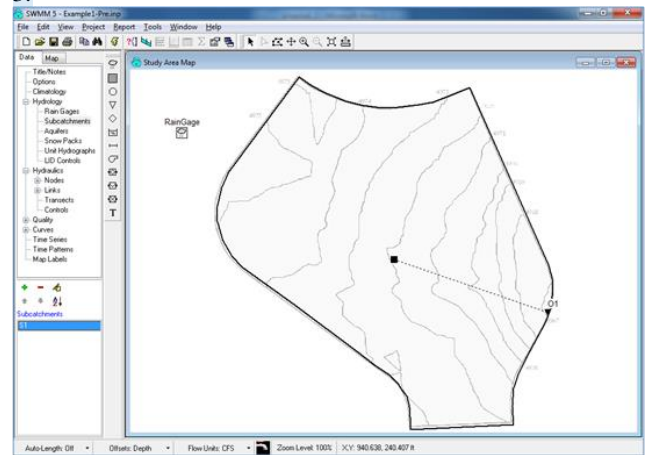 SWMM 5 - Example1-Pre.inp
File Edit View Project Report Tools Window Help
Data Map
Title/Notes
Options
Climatology
Hydrology
Rain Gages
Subcatchments
Aquifers
Snow Packs
Unit Hydrographs
LID Controls
Hydraulics
Nodes
Links
Transects
Controls
Quality
Curves
Time Series
Time Patterns
Map Labels
Subcatchments
S1
Study Area Map
RainGage
O1
T
Auto-Length: Off Offsets: Depth Flow Units: CFS Zoom Level: 100% X,Y: 940.638, 240.407 ft